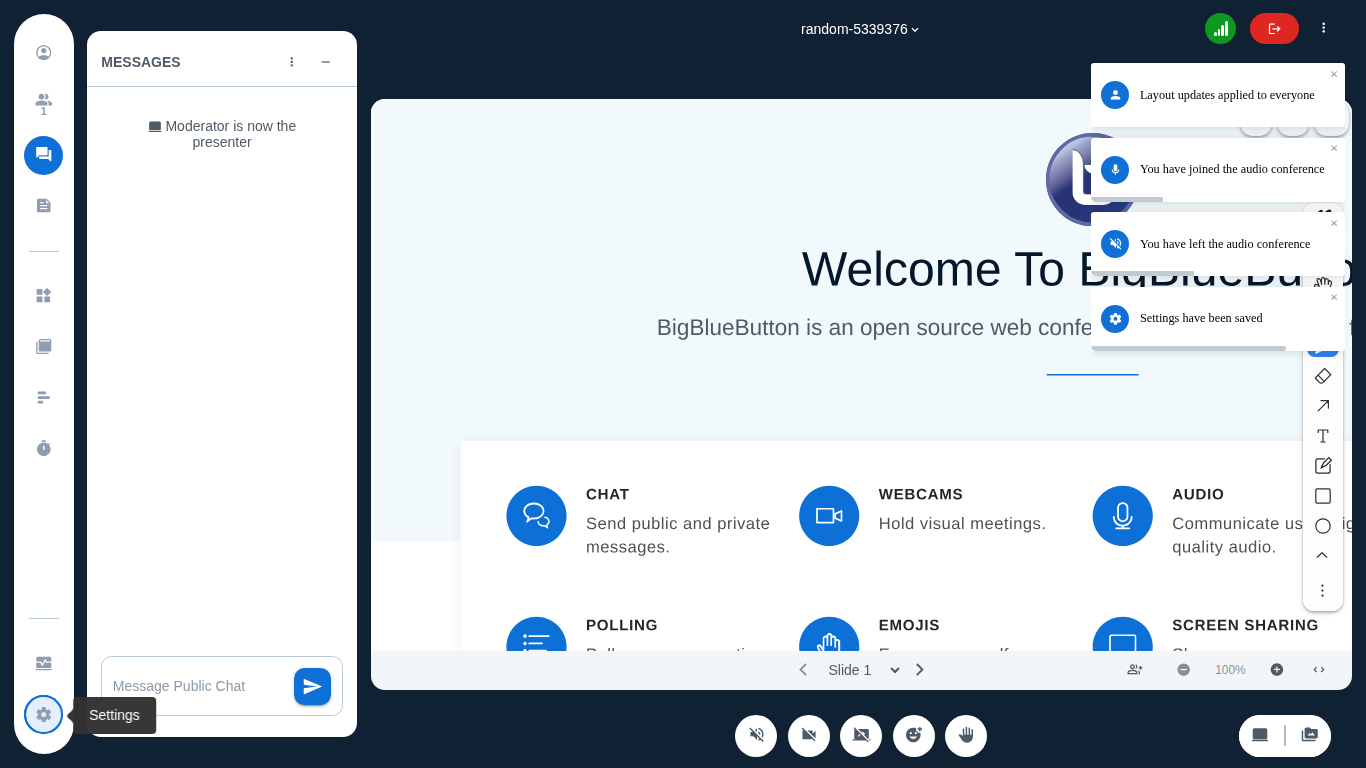 random-5339376
1
MESSAGES
Moderator is now the
presenter
Message Public Chat
Settings
Layout updates applied to everyone
You have joined the audio conference
You have left the audio conference
Settings have been saved
Welcome To
BigBlueButton is an open source web
CHAT
Send public and private
messages.
WEBCAMS
Hold visual meetings.
AUDIO
Communicate
quality audio.
POLLING
EMOJIS
SCREEN SHARING
Slide 1
100%